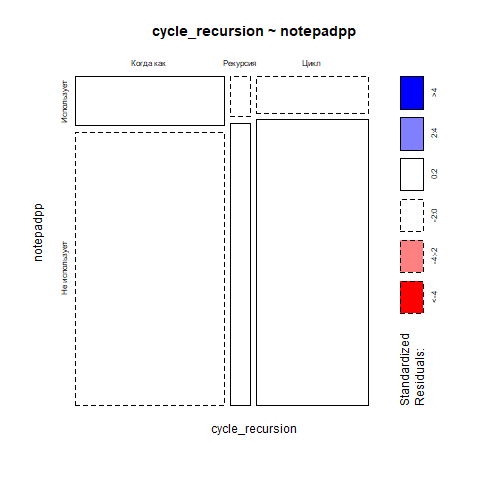 cycle_recursion ~ notepadpp
Когда как
Рекурсия
Цикл
Использует
Не использует
notepadpp
cycle_recursion
>4
2:4
0:2
-2:0
-4:-2
<-4
Standardized
Residuals: